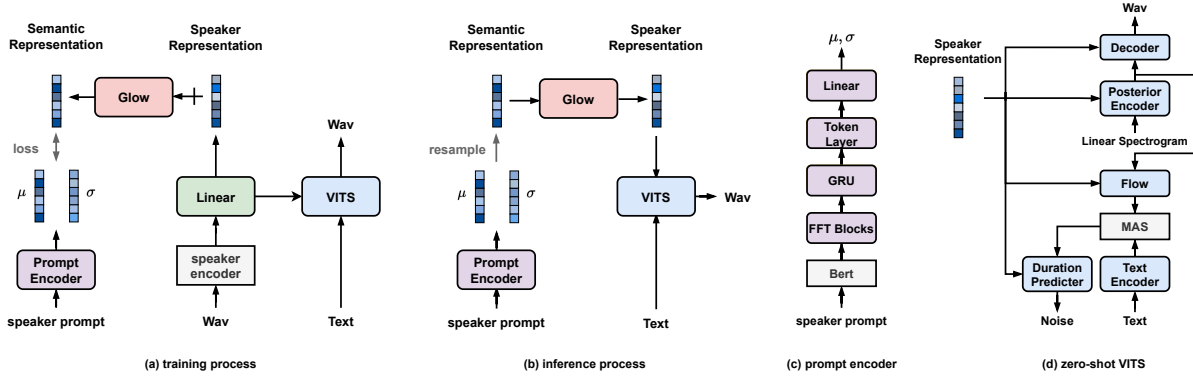 Semantic
Representation
Speaker
Representation
Glow
loss
μ
σ
Prompt
Encoder
speaker prompt
Linear
speaker
encoder
Wav
Wav
VITS
Text
(a) training process
Semantic
Representation
Speaker
Representation
Glow
resample
μ
σ
Prompt
Encoder
speaker prompt
VITS
Wav
Text
(b) inference process
μ, σ
Linear
Token
Layer
GRU
FFT Blocks
Bert
speaker prompt
(c) prompt encoder
Wav
Speaker
Representation
Decoder
Posterior
Encoder
Linear Spectrogram
Flow
MAS
Duration
Predicter
Text
Encoder
Noise
Text
(d) zero-shot VITS